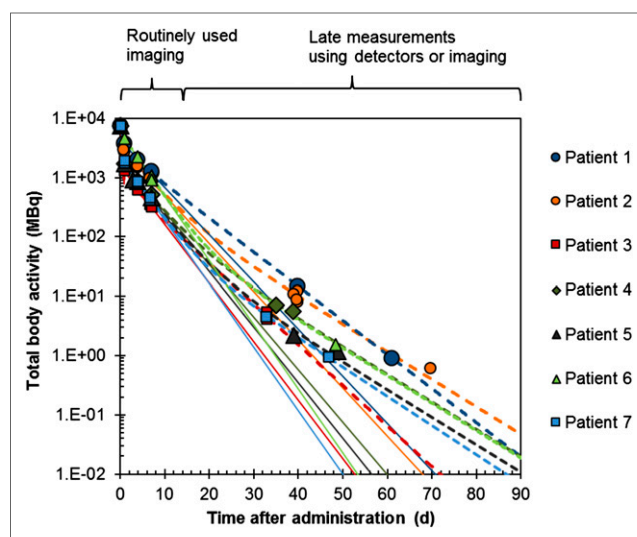 Routinely used
imaging
Late measurements
using detectors or imaging
Total body activity (MBq)
1.E+04
1.E+03
1.E+02
1.E+01
1.E+00
1.E-01
1.E-02
0 10 20 30 40 50 60 70 80 90
Time after administration (d)
Patient 1
Patient 2
Patient 3
Patient 4
Patient 5
Patient 6
Patient 7